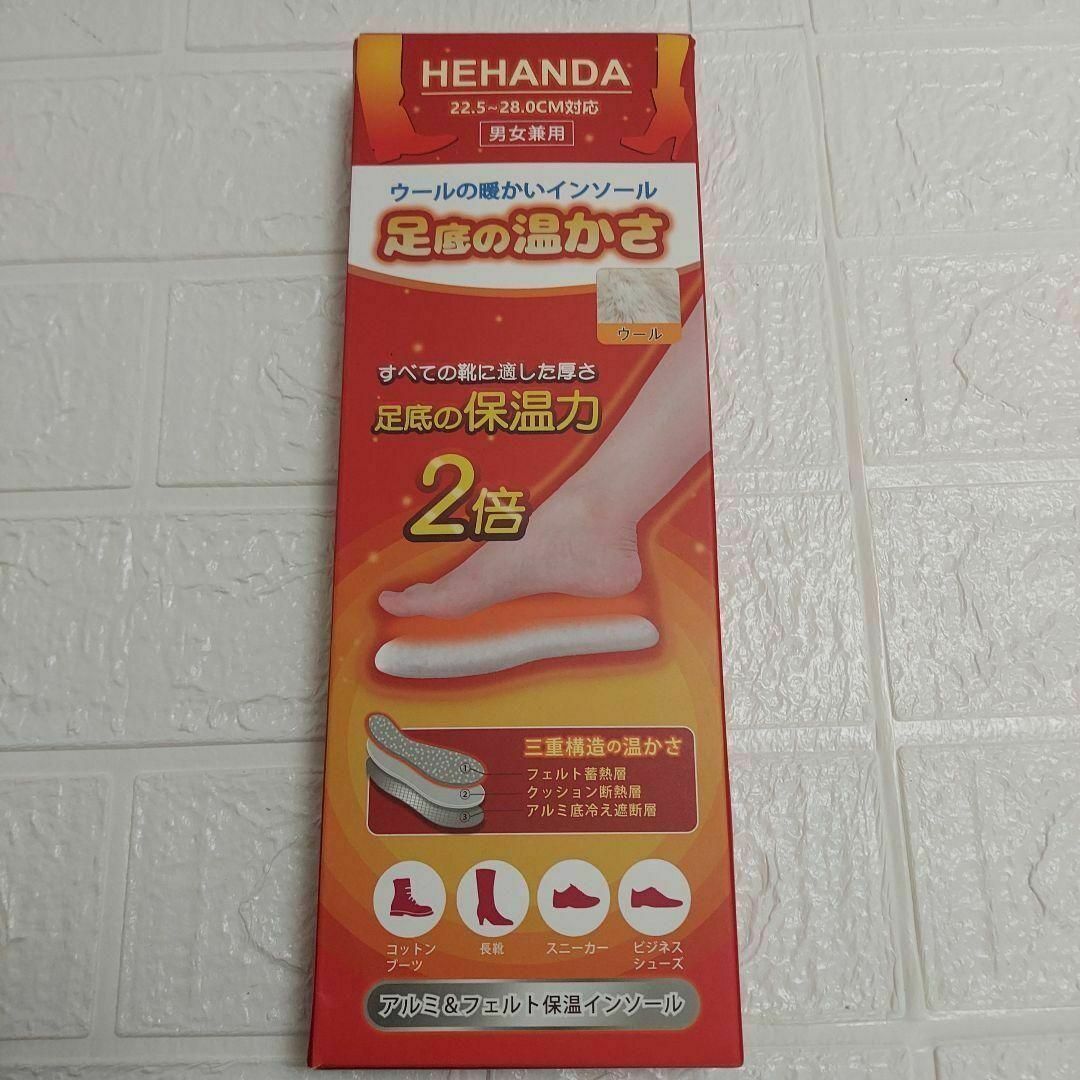 HEHANDA
22.5~28.0CM対応
男女兼用
ウールの暖かいインソール
足底の温かさ
ウール
すべての靴に適した厚さ
足底の保温力
2倍
三重構造の温かさ
① フェルト蓄熱層
② クッション断熱層
③ アルミ底冷え遮断層
コットン
ブーツ
長靴
スニーカー
ビジネス
シューズ
アルミ&フェルト保温インソール